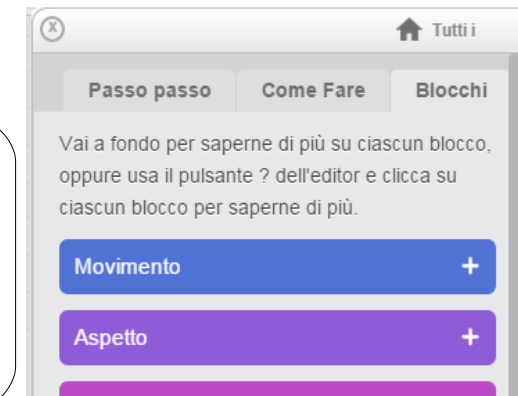 x Tutti i
Passo passo Come Fare Blocchi
Vai a fondo per saperne di più su ciascun blocco,
oppure usa il pulsante ? dell'editor e clicca su
ciascun blocco per saperne di più.
Movimento +
Aspetto +